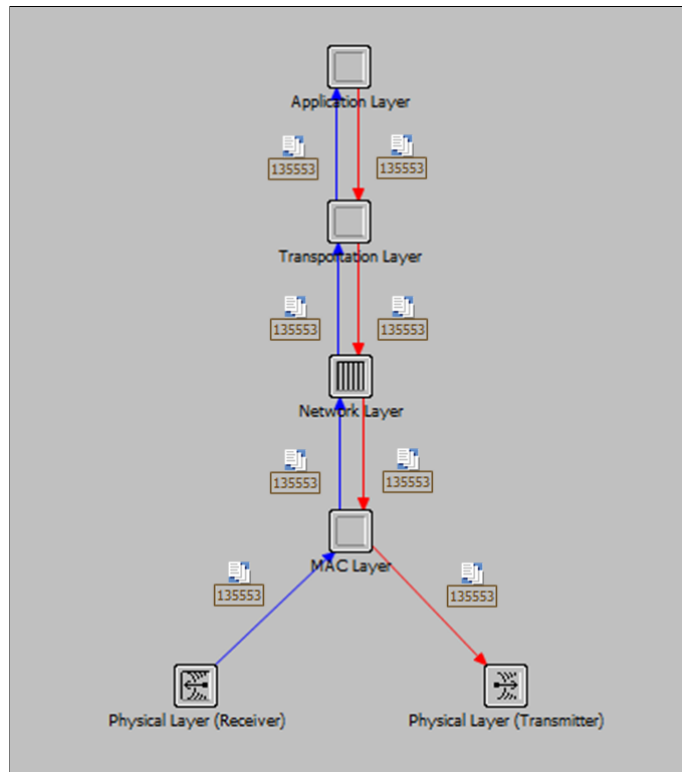 Application Layer
135553
135553
Transportation Layer
135553
135553
Network Layer
135553
135553
MAC Layer
135553
135553
Physical Layer (Receiver)
Physical Layer (Transmitter)